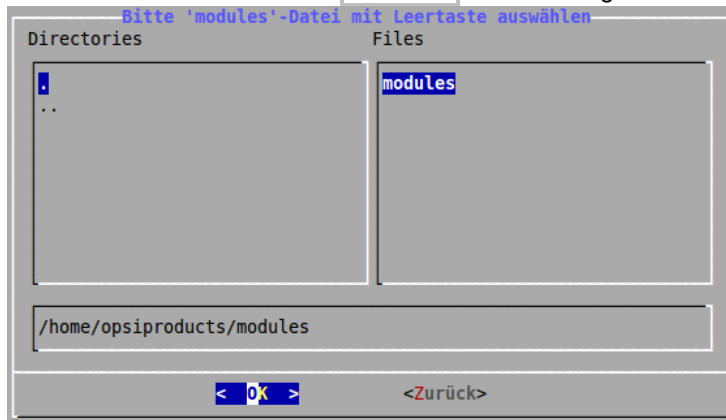 Bitte 'modules'-Datei mit Leertaste auswählen
Directories Files
. modules
..
/home/opsiproducts/modules
< OK > <Zurück>